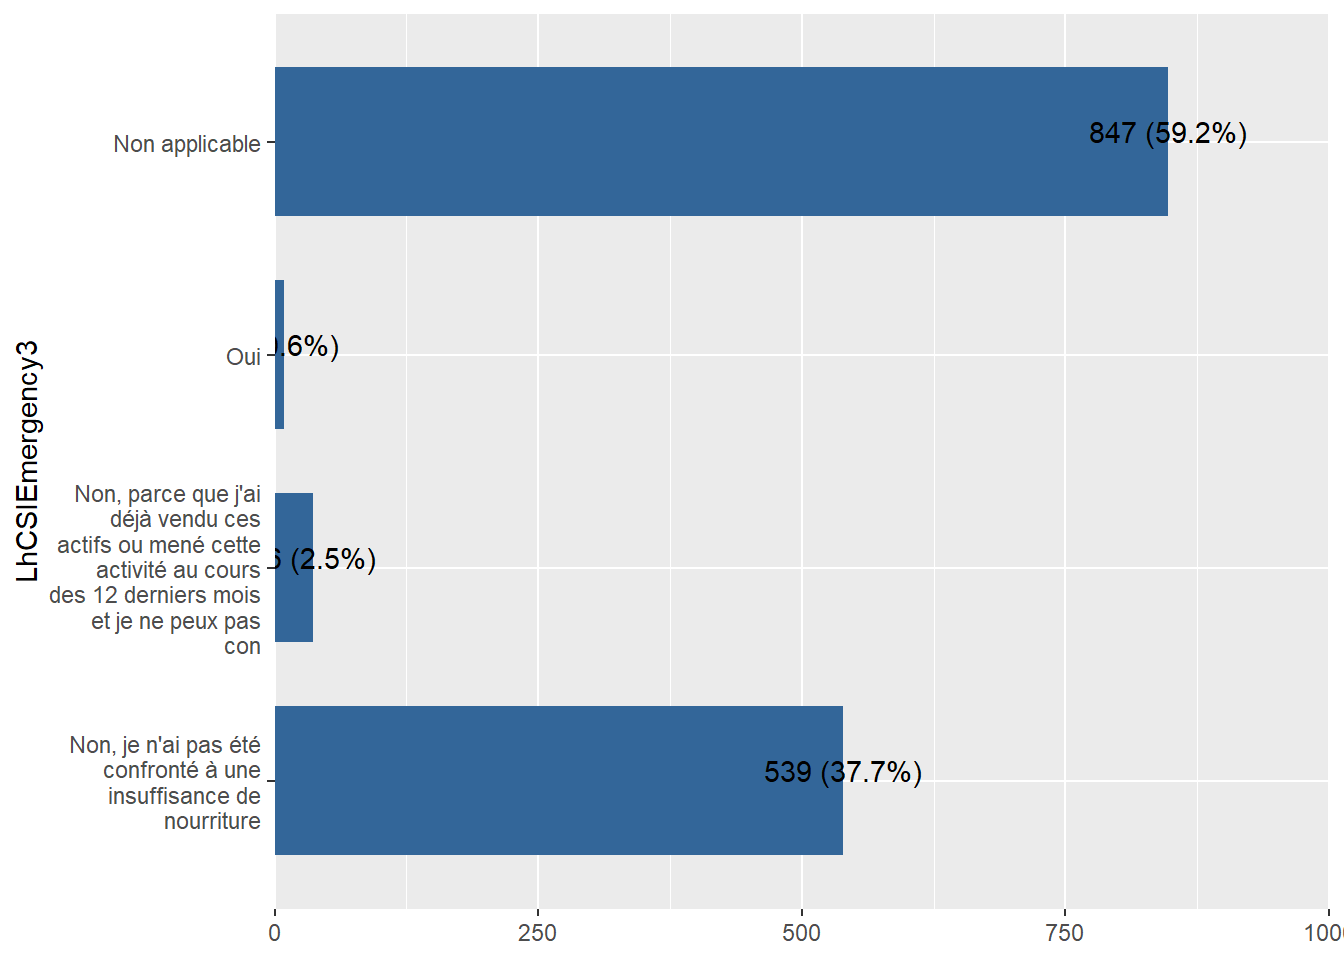 Non applicable
847 (59.2%)
Oui
.6%)
LhCSIEmergency3
Non, parce que j'ai
déjà vendu ces
actifs ou mené cette
activité au cours
des 12 derniers mois
et je ne peux pas
con
6 (2.5%)
Non, je n'ai pas été
confronté à une
insuffisance de
nourriture
539 (37.7%)
0
250
500
750
1000